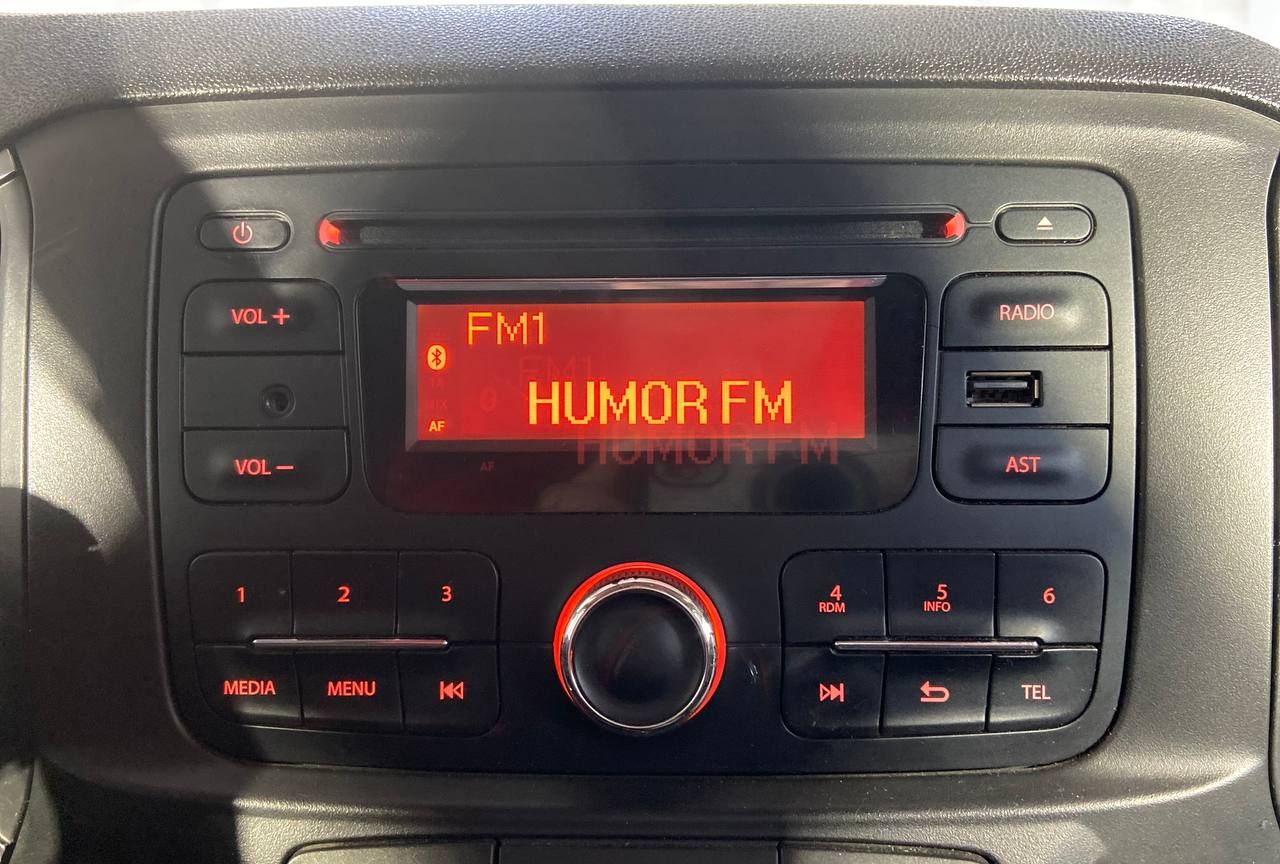 VOL +
RADIO
FM1
HUMOR FM
AF
VOL –
AST
1
2
3
4
RDM
5
INFO
6
MEDIA
MENU
TEL